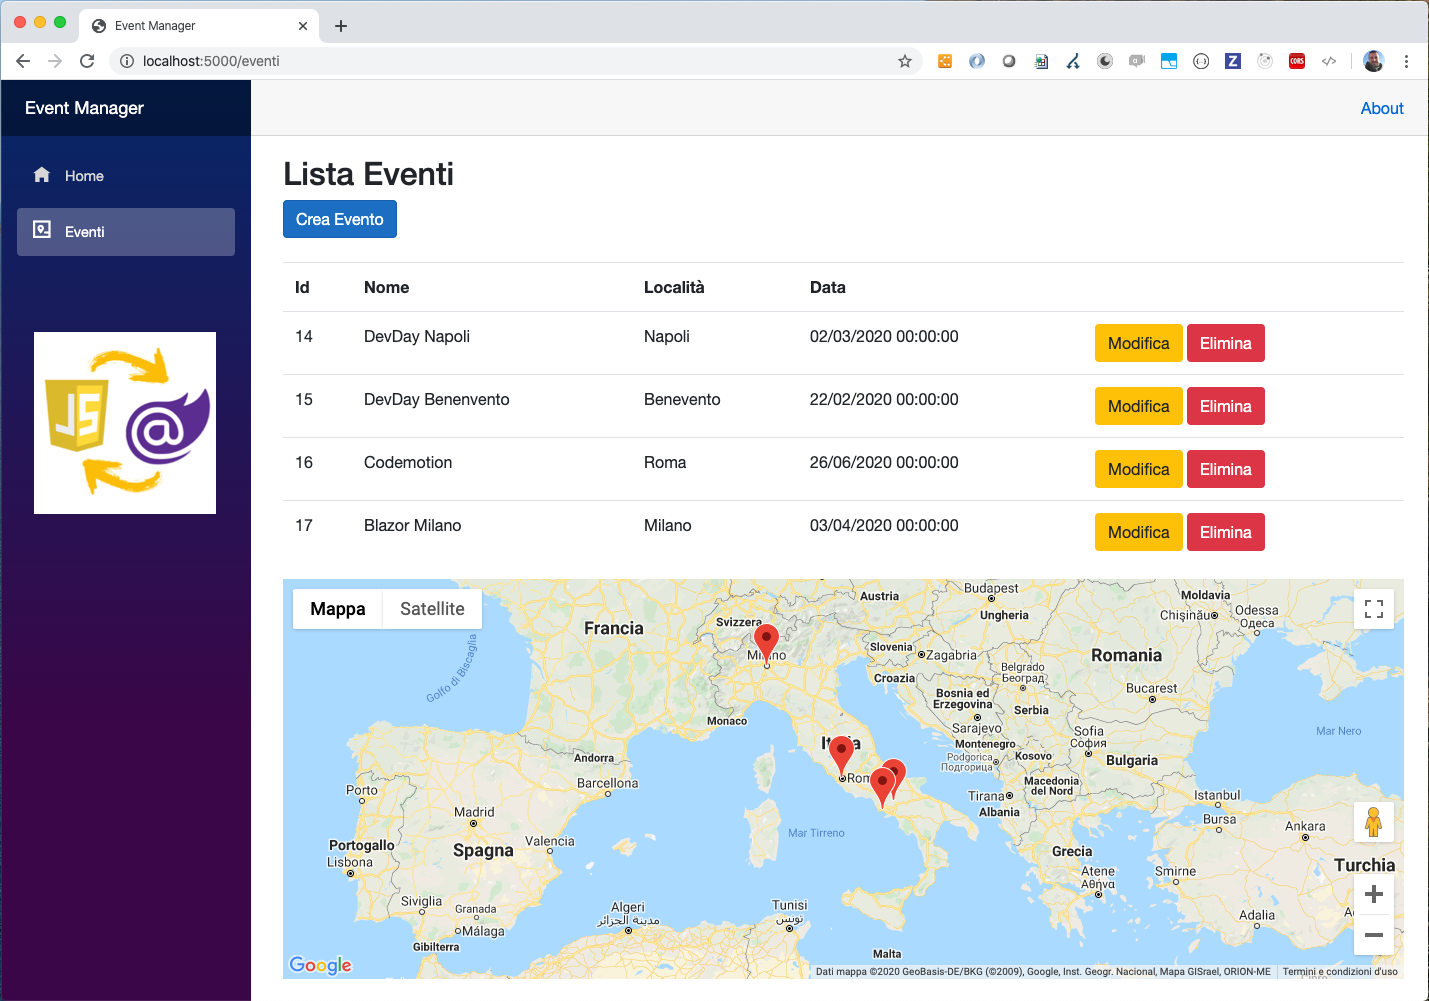 Event Manager
localhost:5000/eventi
CORS
Z
Event Manager
About
Home
Eventi
JS
@
Lista Eventi
Crea Evento
Id Nome Località Data
14 DevDay Napoli Napoli 02/03/2020 00:00:00 Modifica Elimina
15 DevDay Benenvento Benevento 22/02/2020 00:00:00 Modifica Elimina
16 Codemotion Roma 26/06/2020 00:00:00 Modifica Elimina
17 Blazor Milano Milano 03/04/2020 00:00:00 Modifica Elimina
Mappa Satellite
Golfo di Biscaglia
Francia
Svizzera
Austria
Budapest
Ungheria
Moldavia
Chișinău
Odessa
Одеса
Slovenia
Zagabria
Croazia
Belgrado
Београд
Romania
Bucarest
Bosnia ed
Erzegovina
Sarajevo
Serbia
Monaco
Montenegro
Podgorica
Подгорица
Kosovo
Sofia
София
Bulgaria
Mar Nero
Andorra
Barcellona
Macedonia
del Nord
Tirana
Albania
Istanbul
Bursa
Ankara
Porto
Madrid
Valencia
Portogallo
Lisbona
Spagna
Mar Tirreno
Grecia
Atene
Αθήνα
Smirne
Turchia
Siviglia
Granada
Málaga
Gibilterra
Algeri
مدينة الجزائر
Tunisi
تونس
Malta
Adalia
Google
Dati mappa ©2020 GeoBasis-DE/BKG (©2009), Google, Inst. Geogr. Nacional, Mapa GISrael, ORION-ME Termini e condizioni d'uso